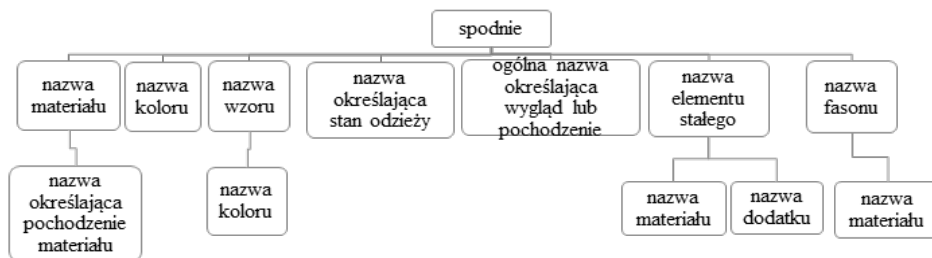 spodnie
nazwa
materiału
nazwa
koloru
nazwa
wzoru
nazwa
określająca
stan odzieży
ogólna nazwa
określająca
wygląd lub
pochodzenie
nazwa
elementu
stałego
nazwa
fasonu
nazwa
określająca
pochodzenie
materiału
nazwa
koloru
nazwa
materiału
nazwa
dodatku
nazwa
materiału